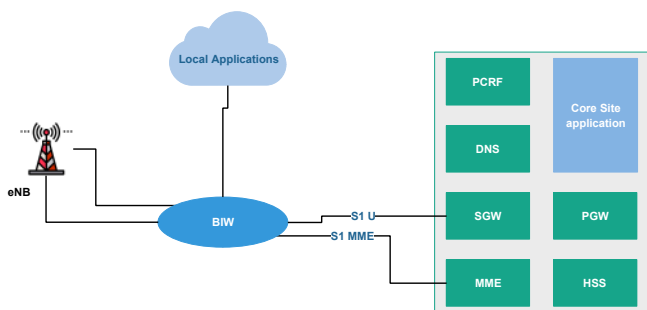 Local Applications
PCRF
Core Site
application
DNS
eNB
BIW
S1 U
S1 MME
SGW
PGW
MME
HSS